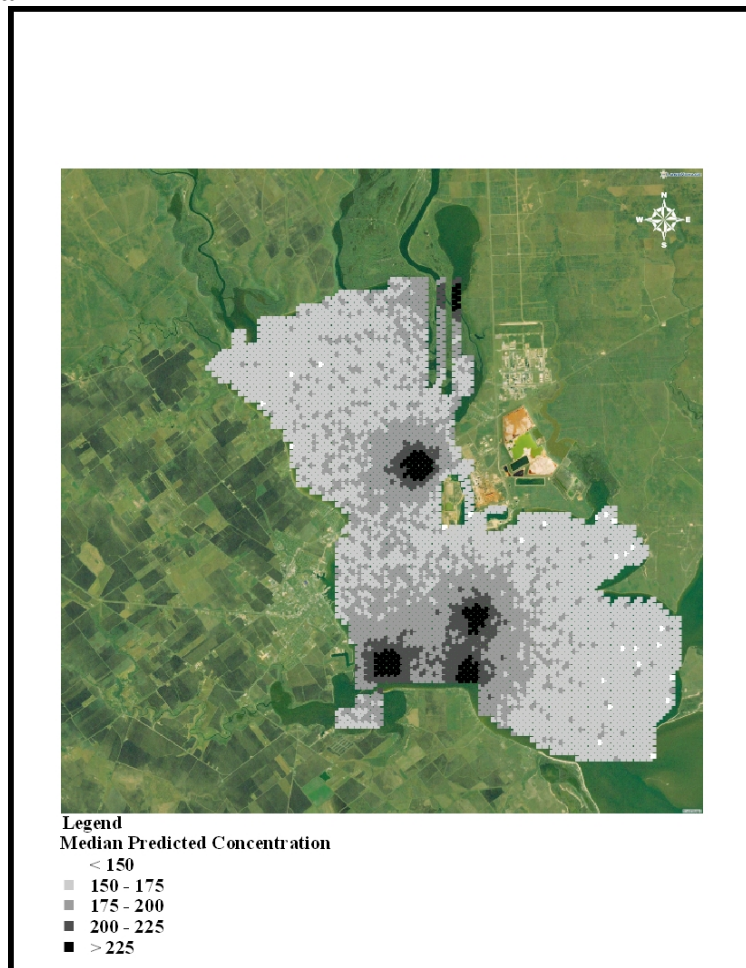 N
W E
S
Legend
Median Predicted Concentration
< 150
150 - 175
175 - 200
200 - 225
> 225